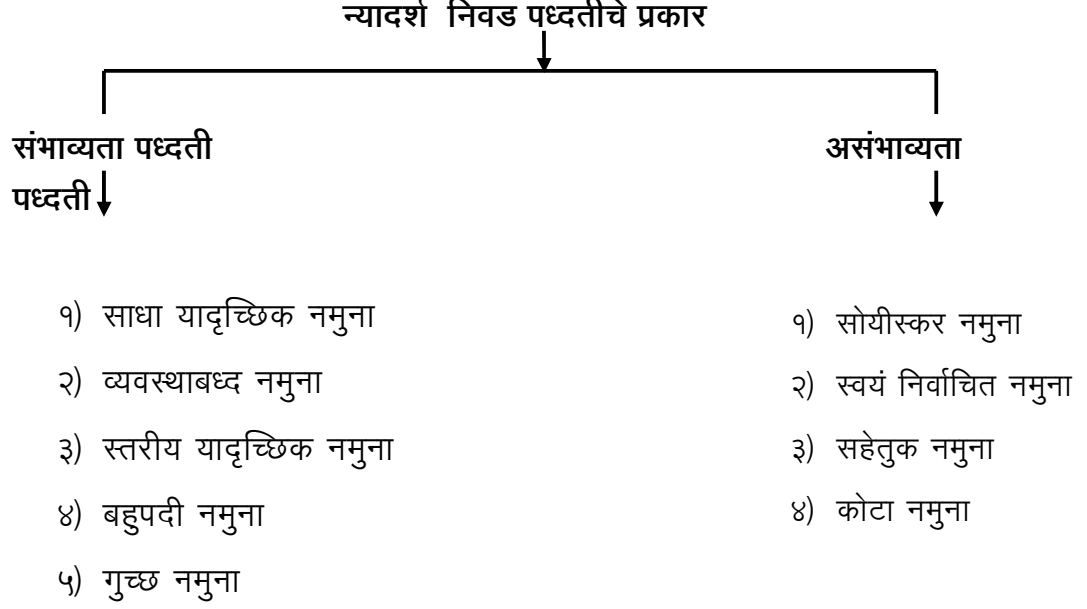 न्यादर्श निवड पध्दतीचे प्रकार
संभाव्यता पध्दती
असंभाव्यता
पध्दती
१) साधा यादृच्छिक नमुना
२) व्यवस्थाबध्द नमुना
३) स्तरीय यादृच्छिक नमुना
४) बहुपदी नमुना
५) गुच्छ नमुना
१) सोयीस्कर नमुना
२) स्वयं निर्वाचित नमुना
३) सहेतुक नमुना
४) कोटा नमुना